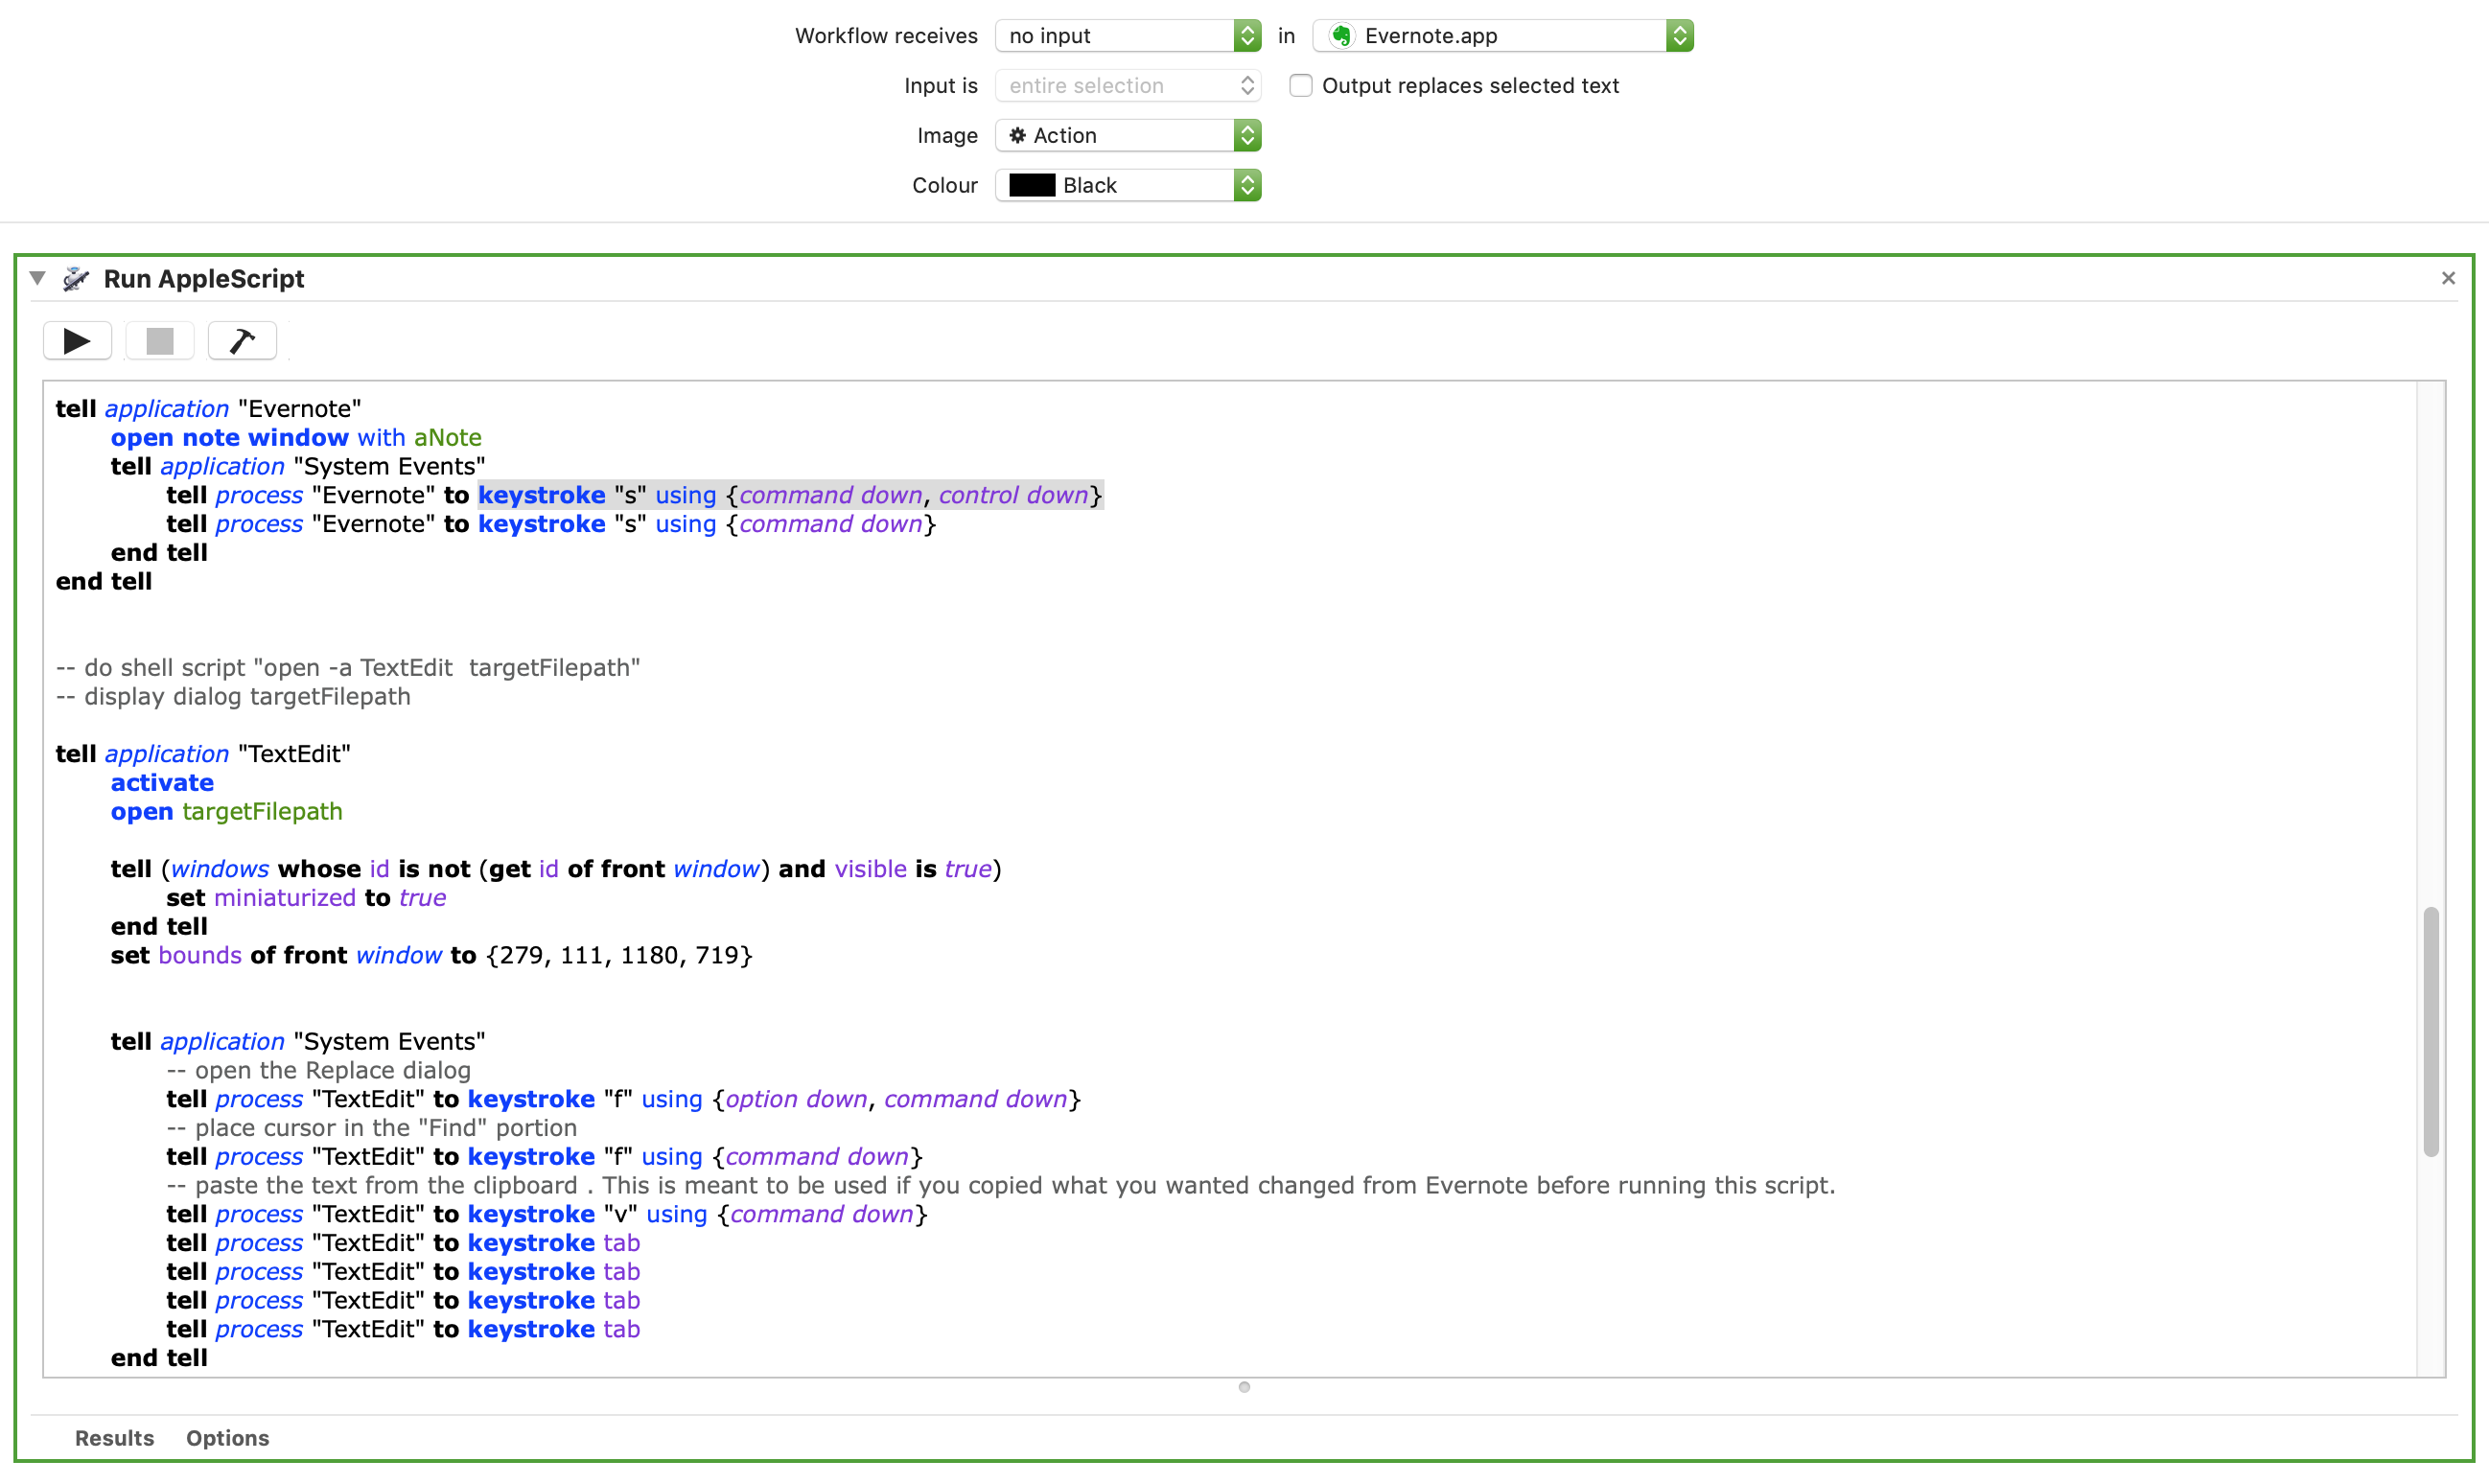 Workflow receives no input in Evernote.app
Input is entire selection Output replaces selected text
Image Action
Colour Black
Run AppleScript
tell application "Evernote"
open note window with aNote
tell application "System Events"
tell process "Evernote" to keystroke "s" using {command down, control down}
tell process "Evernote" to keystroke "s" using {command down}
end tell
end tell
-- do shell script "open -a TextEdit  targetFilepath"
-- display dialog targetFilepath
tell application "TextEdit"
activate
open targetFilepath
tell (windows whose id is not (get id of front window) and visible is true)
set miniaturized to true
end tell
set bounds of front window to {279, 111, 1180, 719}
tell application "System Events"
-- open the Replace dialog
tell process "TextEdit" to keystroke "f" using {option down, command down}
-- place cursor in the "Find" portion
tell process "TextEdit" to keystroke "f" using {command down}
-- paste the text from the clipboard . This is meant to be used if you copied what you wanted changed from Evernote before running this script.
tell process "TextEdit" to keystroke "v" using {command down}
tell process "TextEdit" to keystroke tab
tell process "TextEdit" to keystroke tab
tell process "TextEdit" to keystroke tab
tell process "TextEdit" to keystroke tab
end tell
Results Options